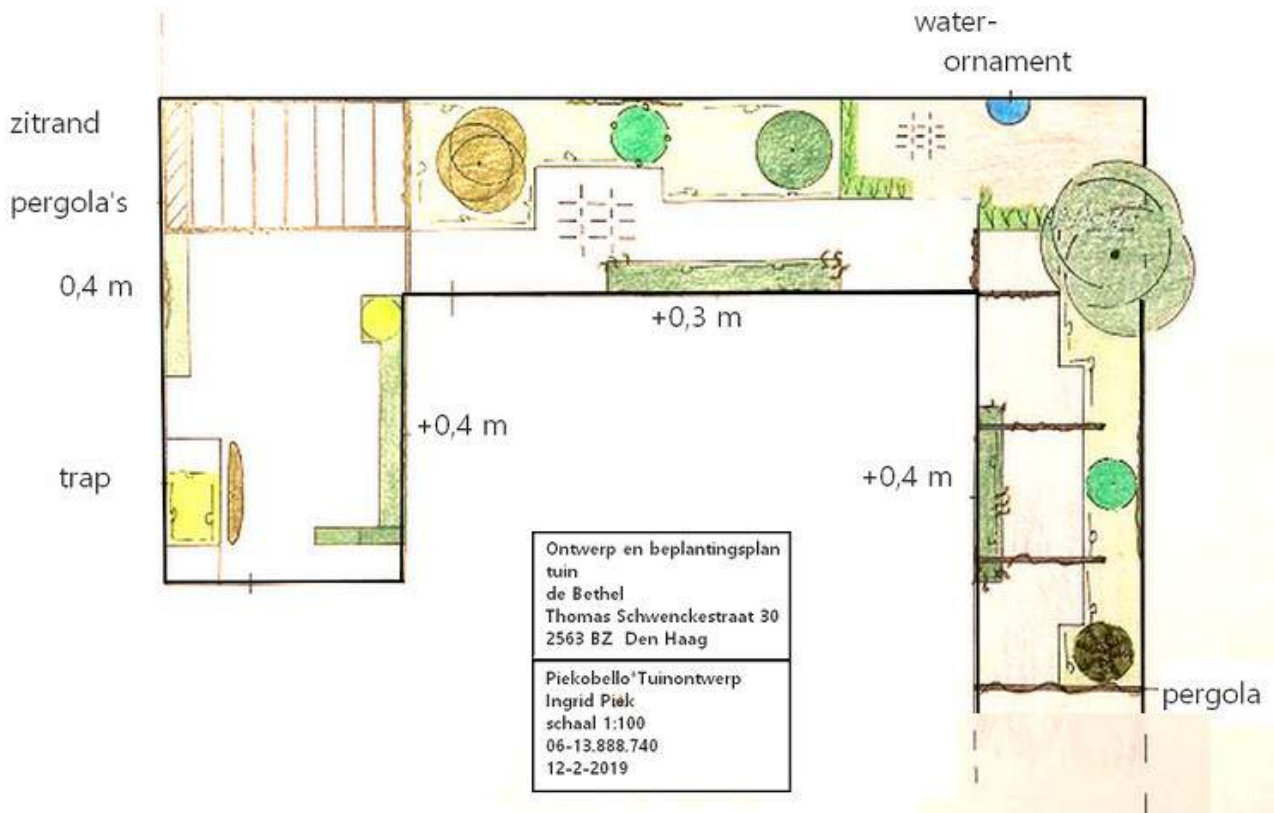 water-
ornament
zitrand
pergola's
0,4 m
+0,3 m
+0,4 m
trap
+0,4 m
Ontwerp en beplantingsplan
tuin
de Bethel
Thomas Schwenckestraat 30
2563 BZ Den Haag
Piekobello*Tuinontwerp
Ingrid Piek
schaal 1:100
06-13.888.740
12-2-2019
pergola